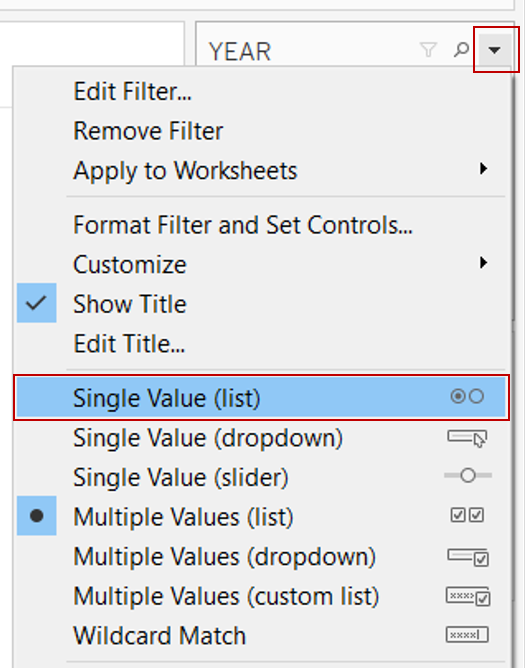 YEAR
Edit Filter...
Remove Filter
Apply to Worksheets
Format Filter and Set Controls...
Customize
Show Title
Edit Title...
Single Value (list)
Single Value (dropdown)
Single Value (slider)
Multiple Values (list)
Multiple Values (dropdown)
Multiple Values (custom list)
Wildcard Match